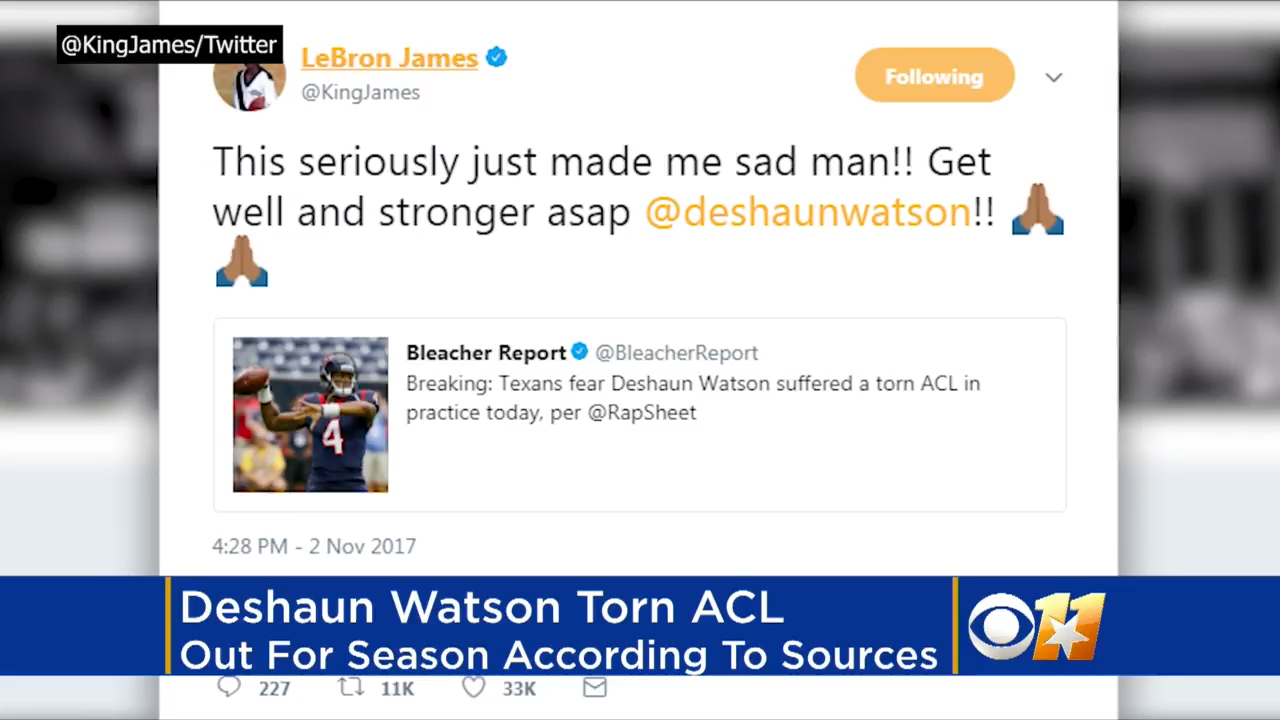 @KingJames/Twitter
LeBron James
@KingJames
Following
This seriously just made me sad man!! Get
well and stronger asap @deshaunwatson!! 🙏🏽
🙏🏽
Bleacher Report @BleacherReport
Breaking: Texans fear Deshaun Watson suffered a torn ACL in
practice today, per @RapSheet
4
4:28 PM - 2 Nov 2017
Deshaun Watson Torn ACL
Out For Season According To Sources
11
227 11K 33K